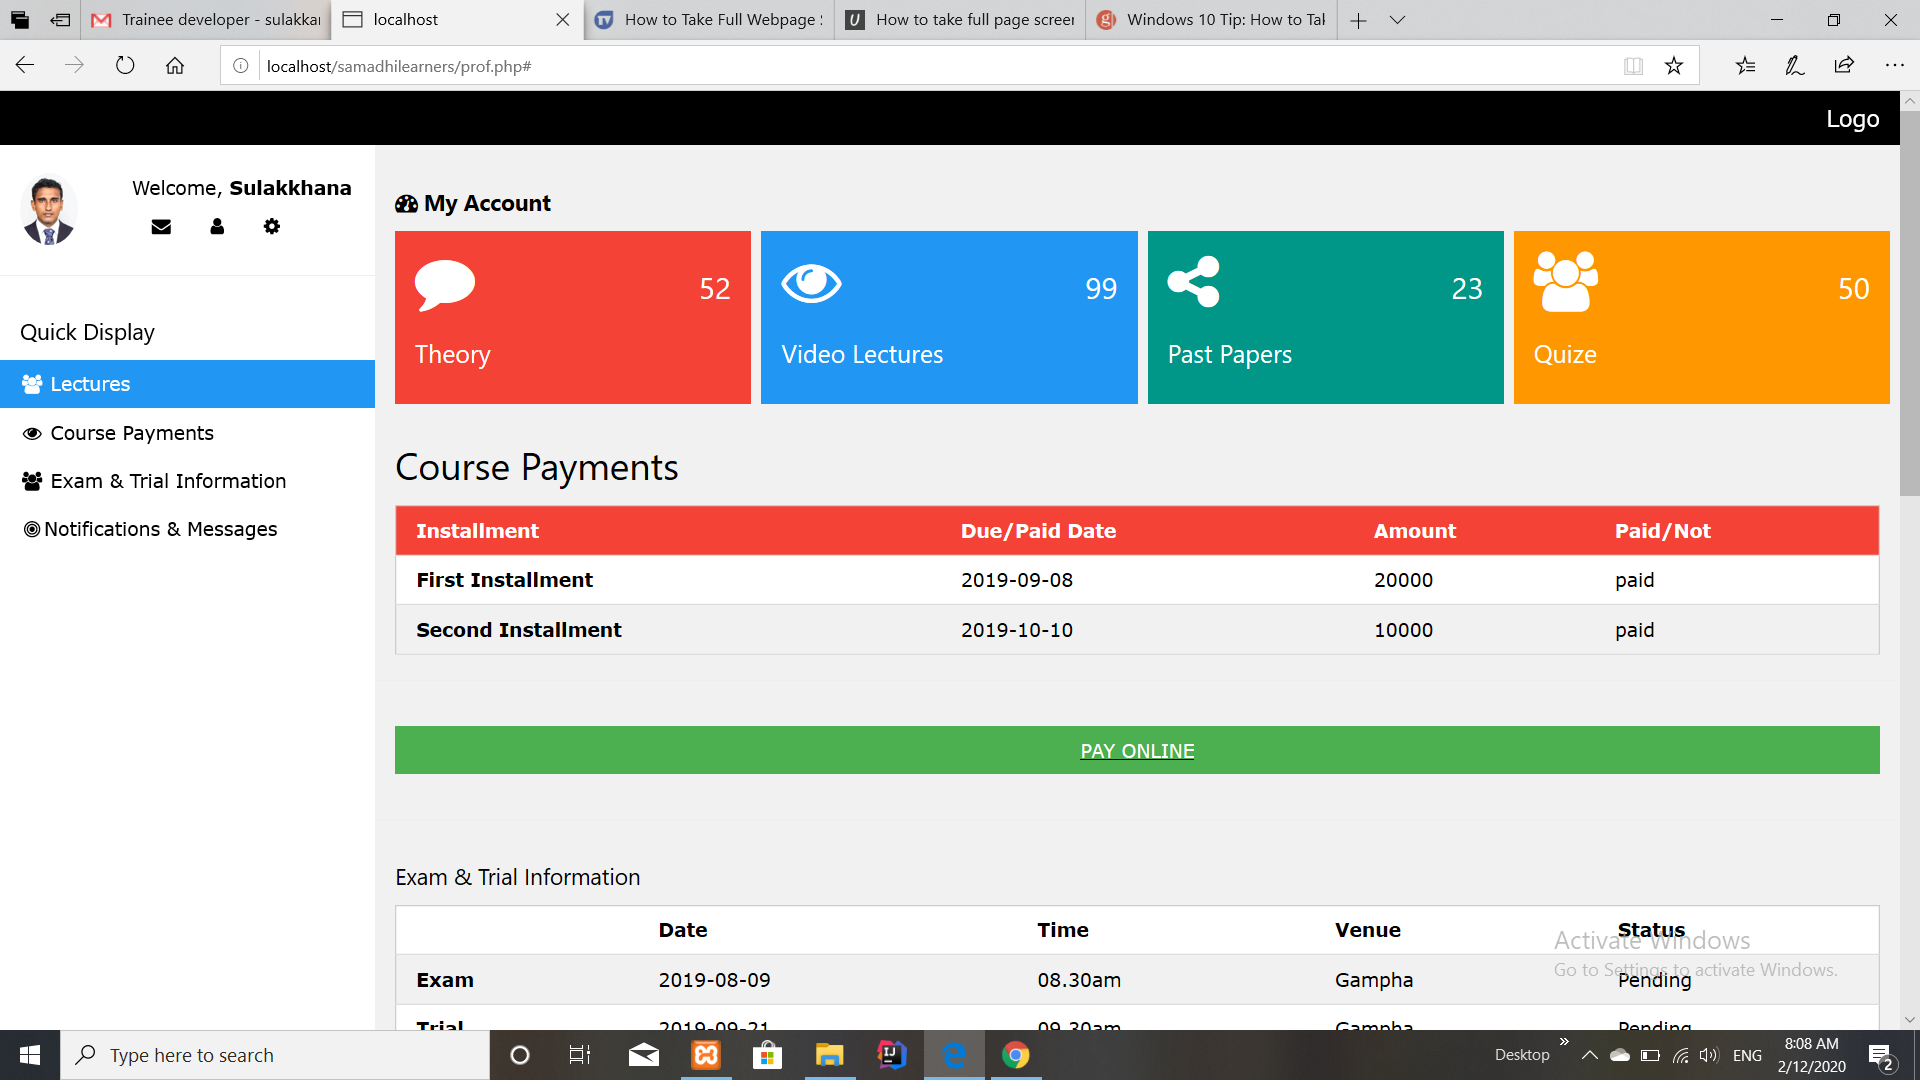 Trainee developer - sulakkar
localhost
How to Take Full Webpage S
How to take full page screen
Windows 10 Tip: How to Tak
localhost/samadhilearners/prof.php#
Logo
Welcome, Sulakkhana
Quick Display
Lectures
Course Payments
Exam & Trial Information
Notifications & Messages
My Account
52
Theory
99
Video Lectures
23
Past Papers
50
Quize
Course Payments
Installment Due/Paid Date Amount Paid/Not
First Installment 2019-09-08 20000 paid
Second Installment 2019-10-10 10000 paid
PAY ONLINE
Exam & Trial Information
Date Time Venue Status
Exam 2019-08-09 08.30am Gampha Pending
Trial 2019-09-21 09.30am Gampha Pending
Activate Windows
Go to Settings to activate Windows.
Type here to search
Desktop
ENG
8:08 AM
2/12/2020
2